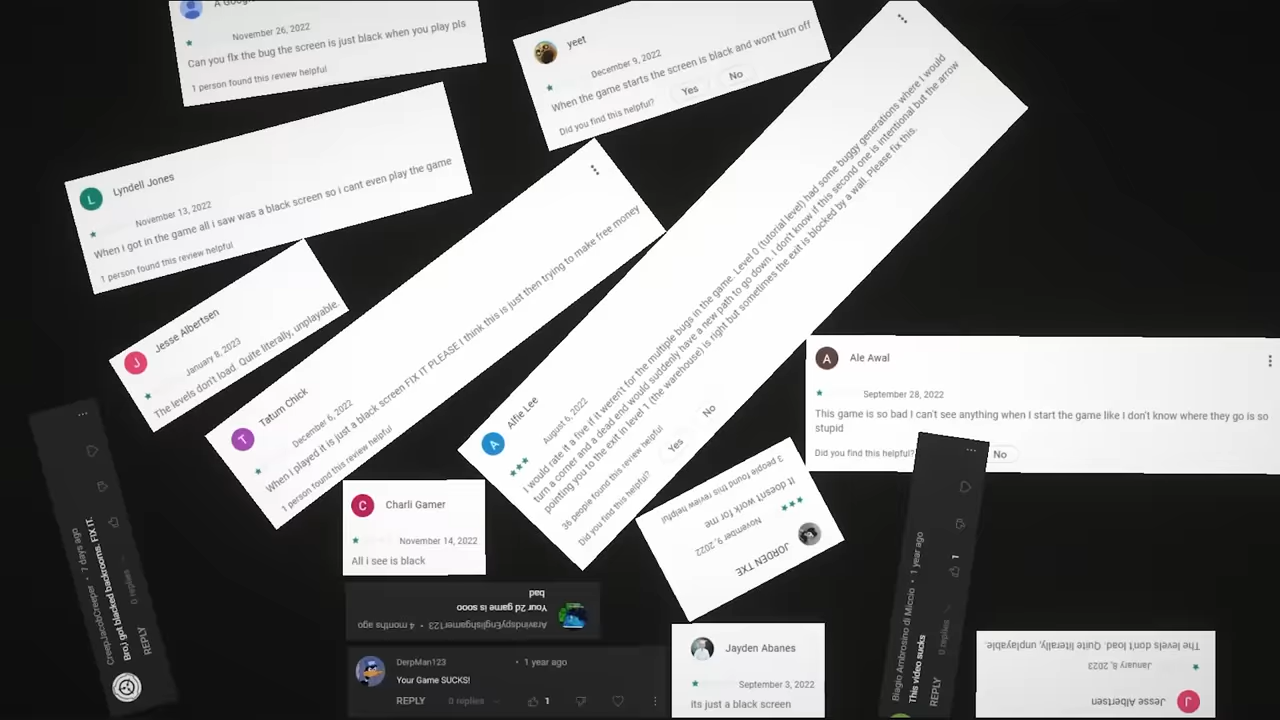 November 26, 2022
Can you fix the bug the screen is just black when you play pls
1 person found this review helpful
yeet
December 9, 2022
When the game starts the screen is black and wont turn off
Did you find this helpful? Yes No
L
Lyndell Jones
November 13, 2022
When i got in the game all i saw was a black screen so i cant even play the game
1 person found this review helpful
J
Jesse Albertsen
January 8, 2023
The levels don't load. Quite literally, unplayable.
T
Tatum Chick
December 6, 2022
When I played it is just a black screen FIX IT PLEASE I think this is just then trying to make free money
1 person found this review helpful
A
Alfie Lee
August 6, 2022
I would rate it a five if it weren't for the multiple bugs in the game. Level 0 (tutorial level) had some buggy generations where I would
turn a corner and a dead end would suddenly have a new path to go down. I don't know if this second one is intentional but the arrow
pointing you to the exit in level 1 (the warehouse) is right but sometimes the exit is blocked by a wall. Please fix this.
36 people found this review helpful
Did you find this helpful? Yes No
A
Ale Awal
September 28, 2022
This game is so bad I can't see anything when I start the game like I don't know where they go is so
stupid
Did you find this helpful? No
C
Charli Gamer
November 14, 2022
All i see is black
JORDEN TXE
November 9, 2022
It doesn't work for me
3 people found this review helpful
CreepJacobCreeper • 7 days ago
Bro got blacked backrooms. FIX IT.
0 replies
REPLY
AravindspyEnglishgamer123 • 4 months ago
Your 2d game is sooo
bad
DerpMan123 • 1 year ago
Your Game SUCKS!
REPLY 0 replies 1
Jayden Abanes
September 3, 2022
its just a black screen
Biagio Ambrosino di Miccio • 1 year ago
This video sucks
REPLY 0 replies 1
J
Jesse Albertsen
January 8, 2023
The levels don't load. Quite literally, unplayable.